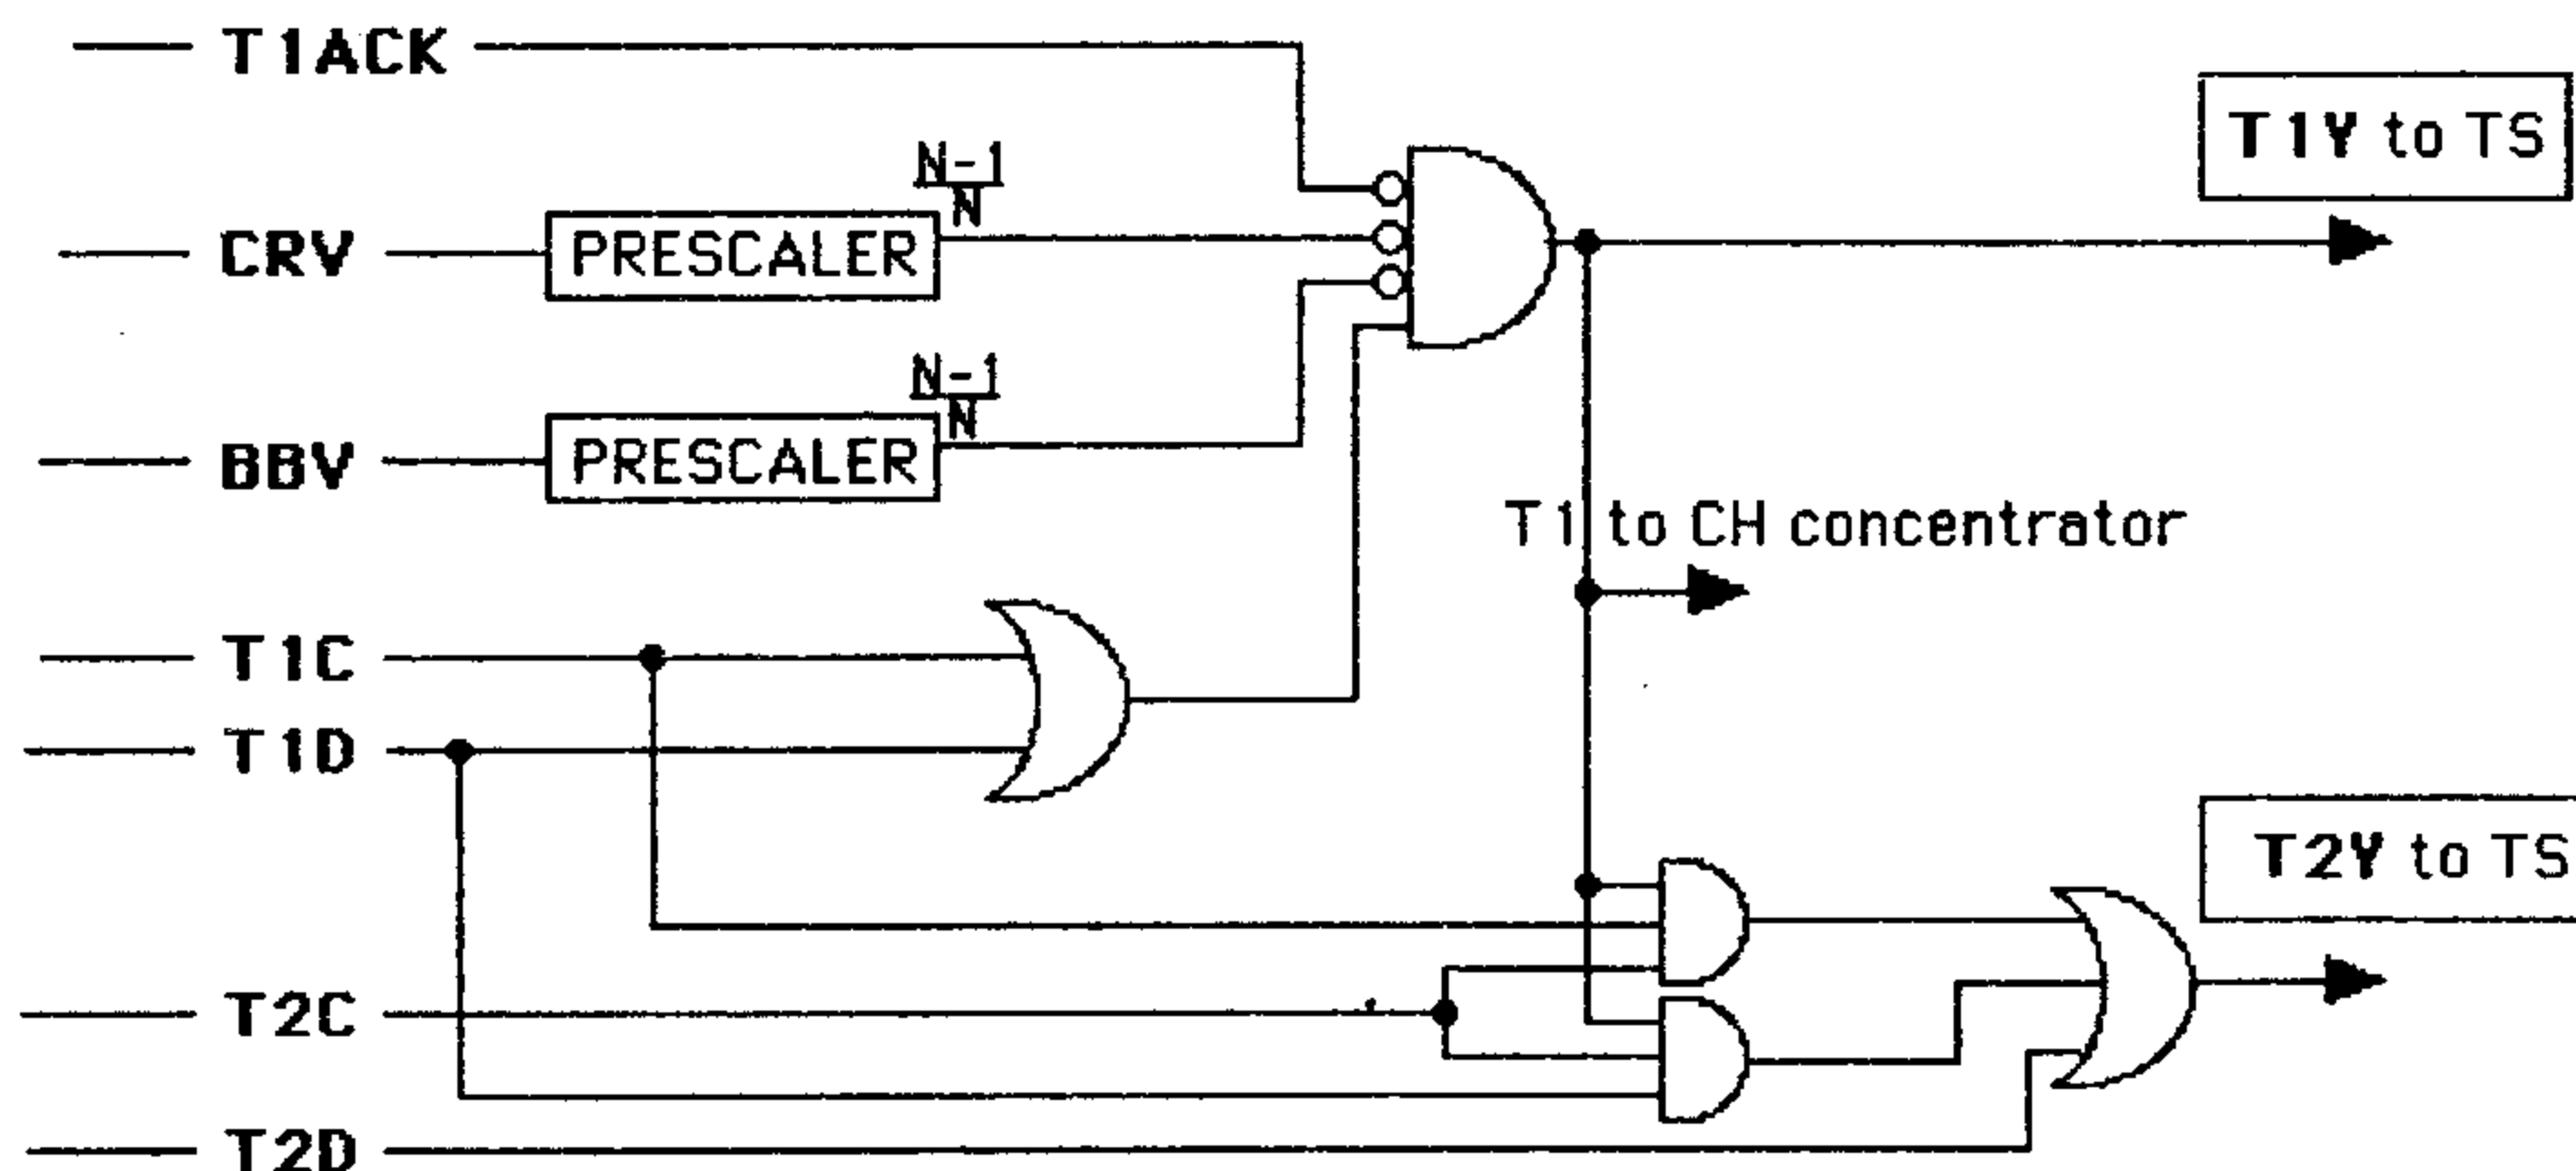 T1ACK
T1Y to TS
N-1
N
CRV
PRESCALER
N-1
N
BBV
PRESCALER
T1 to CH concentrator
T1C
T1D
T2Y to TS
T2C
T2D